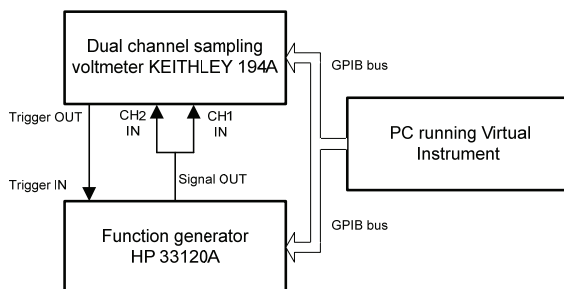 Dual channel sampling
voltmeter KEITHLEY 194A
GPIB bus
Trigger OUT
CH2
IN
CH1
IN
PC running Virtual
Instrument
Trigger IN
Signal OUT
GPIB bus
Function generator
HP 33120A